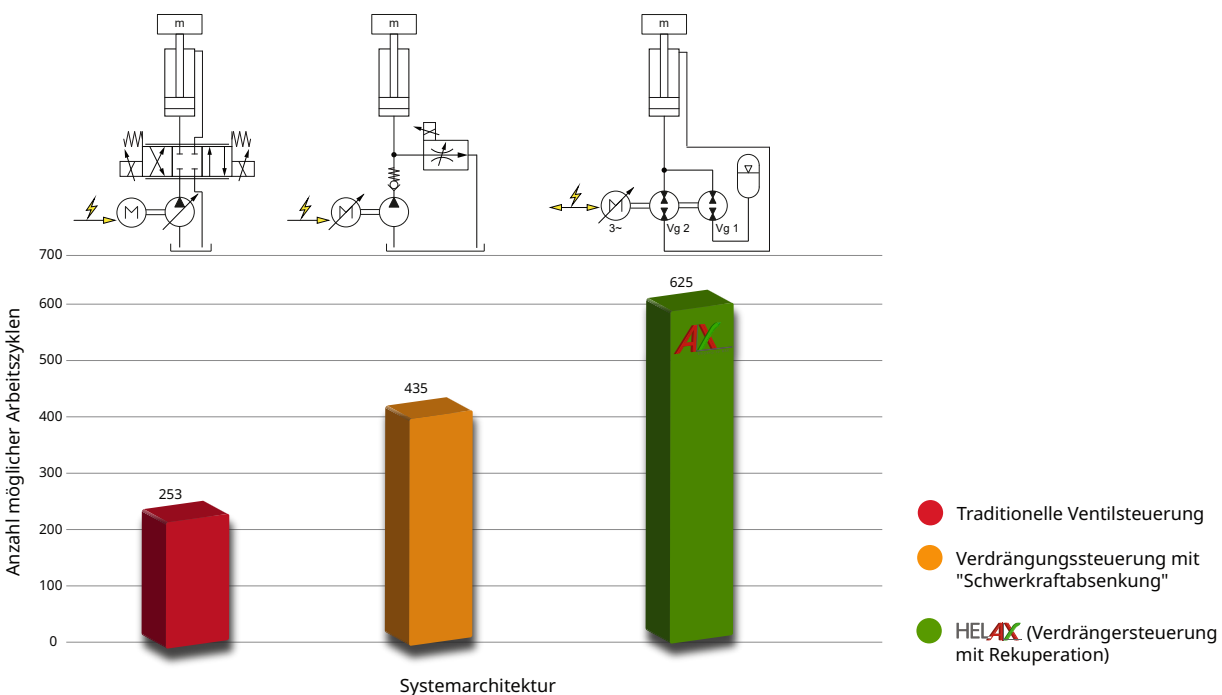 m
m
m
M
M
M
3~
Vg 2
Vg 1
700
600
500
400
300
200
100
0
Anzahl möglicher Arbeitszyklen
253
435
625
AX
Systemarchitektur
Traditionelle Ventilsteuerung
Verdrängungssteuerung mit
"Schwerkraftabsenkung"
HELAX (Verdrängersteuerung
mit Rekuperation)